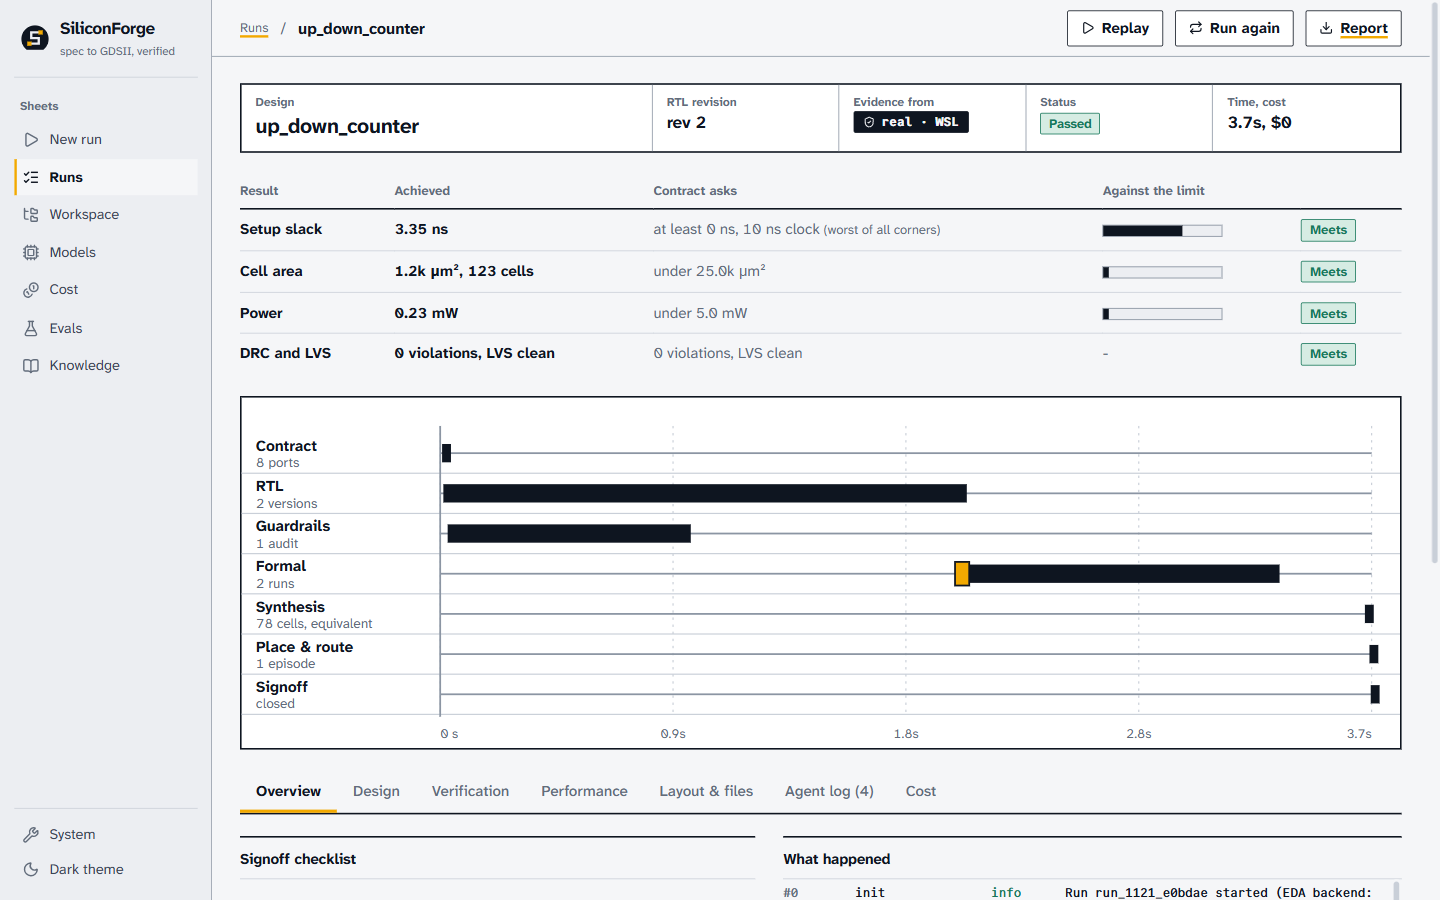 SiliconForge
spec to GDSII, verified
Sheets
New run
Runs
Workspace
Models
Cost
Evals
Knowledge
System
Dark theme
Runs / up_down_counter
Replay
Run again
Report
Design
up_down_counter
RTL revision
rev 2
Evidence from
real · WSL
Status
Passed
Time, cost
3.7s, $0
Result Achieved Contract asks Against the limit
Setup slack 3.35 ns at least 0 ns, 10 ns clock (worst of all corners) Meets
Cell area 1.2k µm², 123 cells under 25.0k µm² Meets
Power 0.23 mW under 5.0 mW Meets
DRC and LVS 0 violations, LVS clean 0 violations, LVS clean - Meets
Contract
8 ports
RTL
2 versions
Guardrails
1 audit
Formal
2 runs
Synthesis
78 cells, equivalent
Place & route
1 episode
Signoff
closed
0 s 0.9s 1.8s 2.8s 3.7s
Overview Design Verification Performance Layout & files Agent log (4) Cost
Signoff checklist
What happened
#0 init info Run run_1121_e0bdae started (EDA backend: